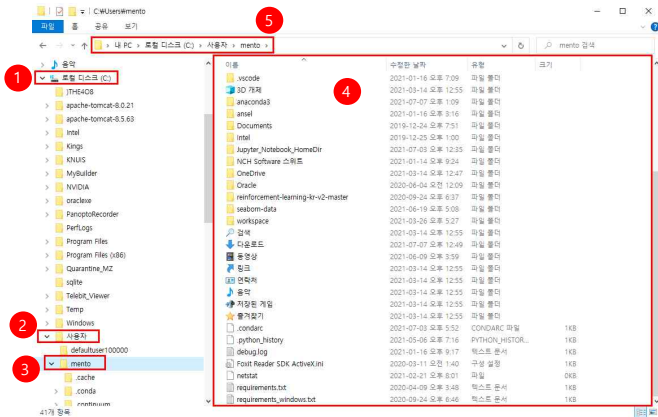 C:₩Users₩mento
파일 홈 공유 보기
5
내 PC > 로컬 디스크 (C:) > 사용자 > mento >
mento 검색
음악
1
로컬 디스크 (C:)
JTHE408
apache-tomcat-8.0.21
apache-tomcat-8.5.63
Intel
Kings
KNUIS
MyBuilder
NVIDIA
oraclexe
PanoptoRecorder
PerfLogs
Program Files
Program Files (x86)
Quarantine_MZ
sqlite
Telebit_Viewer
Temp
Windows
2
사용자
defaultuser100000
3
mento
.cache
.conda
.continuum
41개 항목
4
이름 수정한 날짜 유형 크기
.vscode 2021-01-16 오후 7:09 파일 폴더
3D 개체 2021-03-14 오후 12:55 파일 폴더
anaconda3 2021-07-07 오후 1:09 파일 폴더
ansel 2021-01-16 오후 3:16 파일 폴더
Documents 2019-12-24 오후 7:51 파일 폴더
Intel 2019-12-25 오후 1:00 파일 폴더
Jupyter_Notebook_HomeDir 2021-07-03 오후 12:35 파일 폴더
NCH Software 스위트 2021-01-14 오후 9:24 파일 폴더
OneDrive 2021-03-14 오후 12:47 파일 폴더
Oracle 2020-06-04 오전 12:09 파일 폴더
reinforcement-learning-kr-v2-master 2020-09-24 오후 6:37 파일 폴더
seaborn-data 2021-06-19 오후 5:08 파일 폴더
workspace 2021-03-26 오후 5:27 파일 폴더
검색 2021-03-14 오후 12:55 파일 폴더
다운로드 2021-07-07 오후 12:49 파일 폴더
동영상 2021-06-09 오후 3:59 파일 폴더
링크 2021-03-14 오후 12:55 파일 폴더
연락처 2021-03-14 오후 12:55 파일 폴더
음악 2021-03-14 오후 12:55 파일 폴더
저장된 게임 2021-03-14 오후 12:55 파일 폴더
즐겨찾기 2021-03-14 오후 12:55 파일 폴더
.condarc 2021-07-03 오후 5:52 CONDARC 파일 1KB
.python_history 2021-05-06 오후 7:16 PYTHON_HISTOR... 1KB
debug.log 2021-01-16 오후 9:17 텍스트 문서 1KB
Foxit Reader SDK ActiveX.ini 2020-03-11 오전 1:40 구성 설정 1KB
netstat 2021-02-21 오후 8:01 파일 0KB
requirements.txt 2020-04-09 오후 3:48 텍스트 문서 1KB
requirements_windows.txt 2020-09-24 오후 6:46 텍스트 문서 1KB